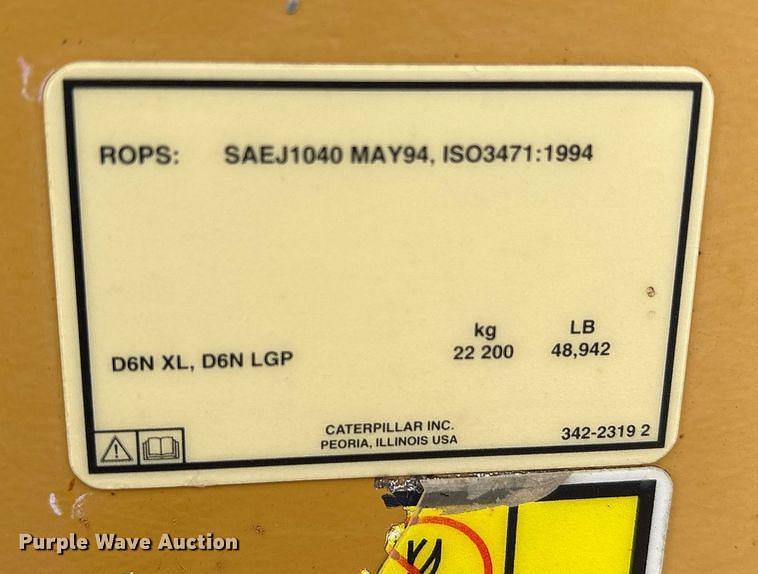 ROPS: SAEJ1040 MAY94, ISO3471:1994
kg LB
D6N XL, D6N LGP 22 200 48,942
CATERPILLAR INC.
PEORIA, ILLINOIS USA
342-2319 2
Purple Wave Auction